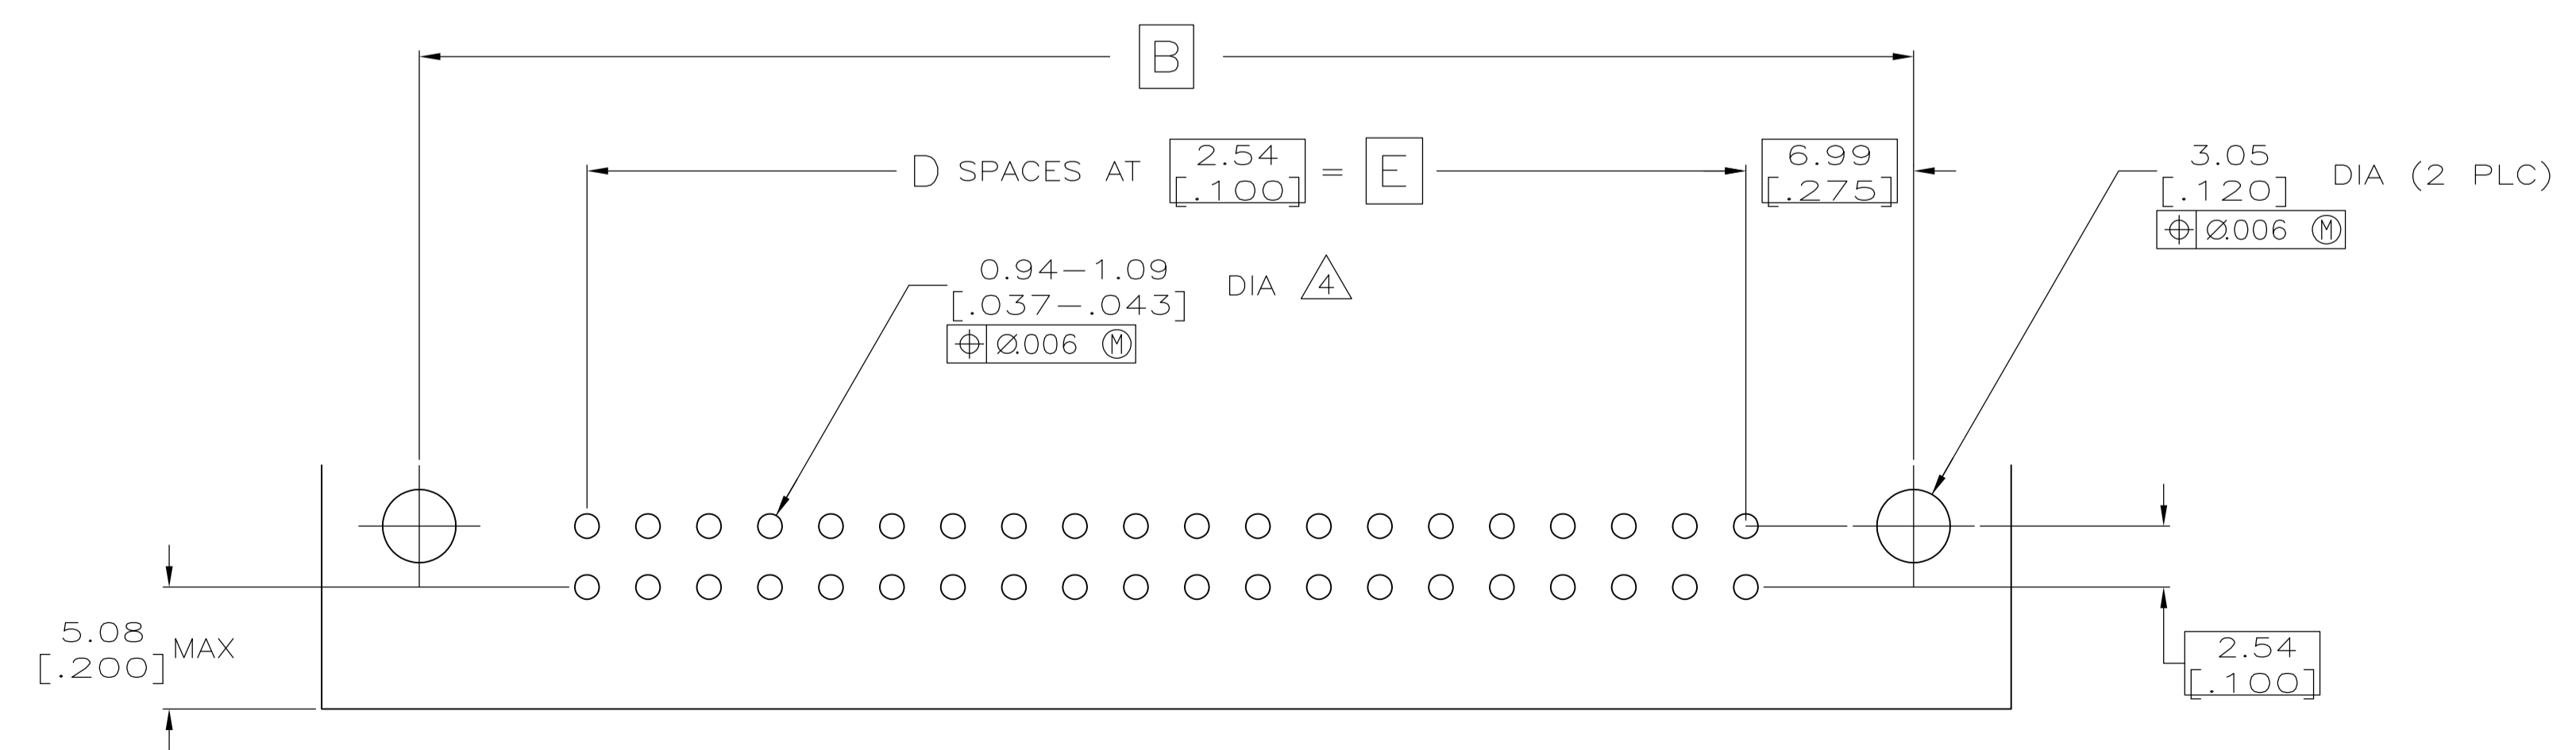 B
D SPACES AT 2.54 [.100] = E
6.99
[.275]
3.05
[.120] DIA (2 PLC)
⌖ Ø.006 Ⓜ
0.94-1.09
[.037-.043] DIA 4
⌖ Ø.006 Ⓜ
5.08
[.200] MAX
2.54
[.100]